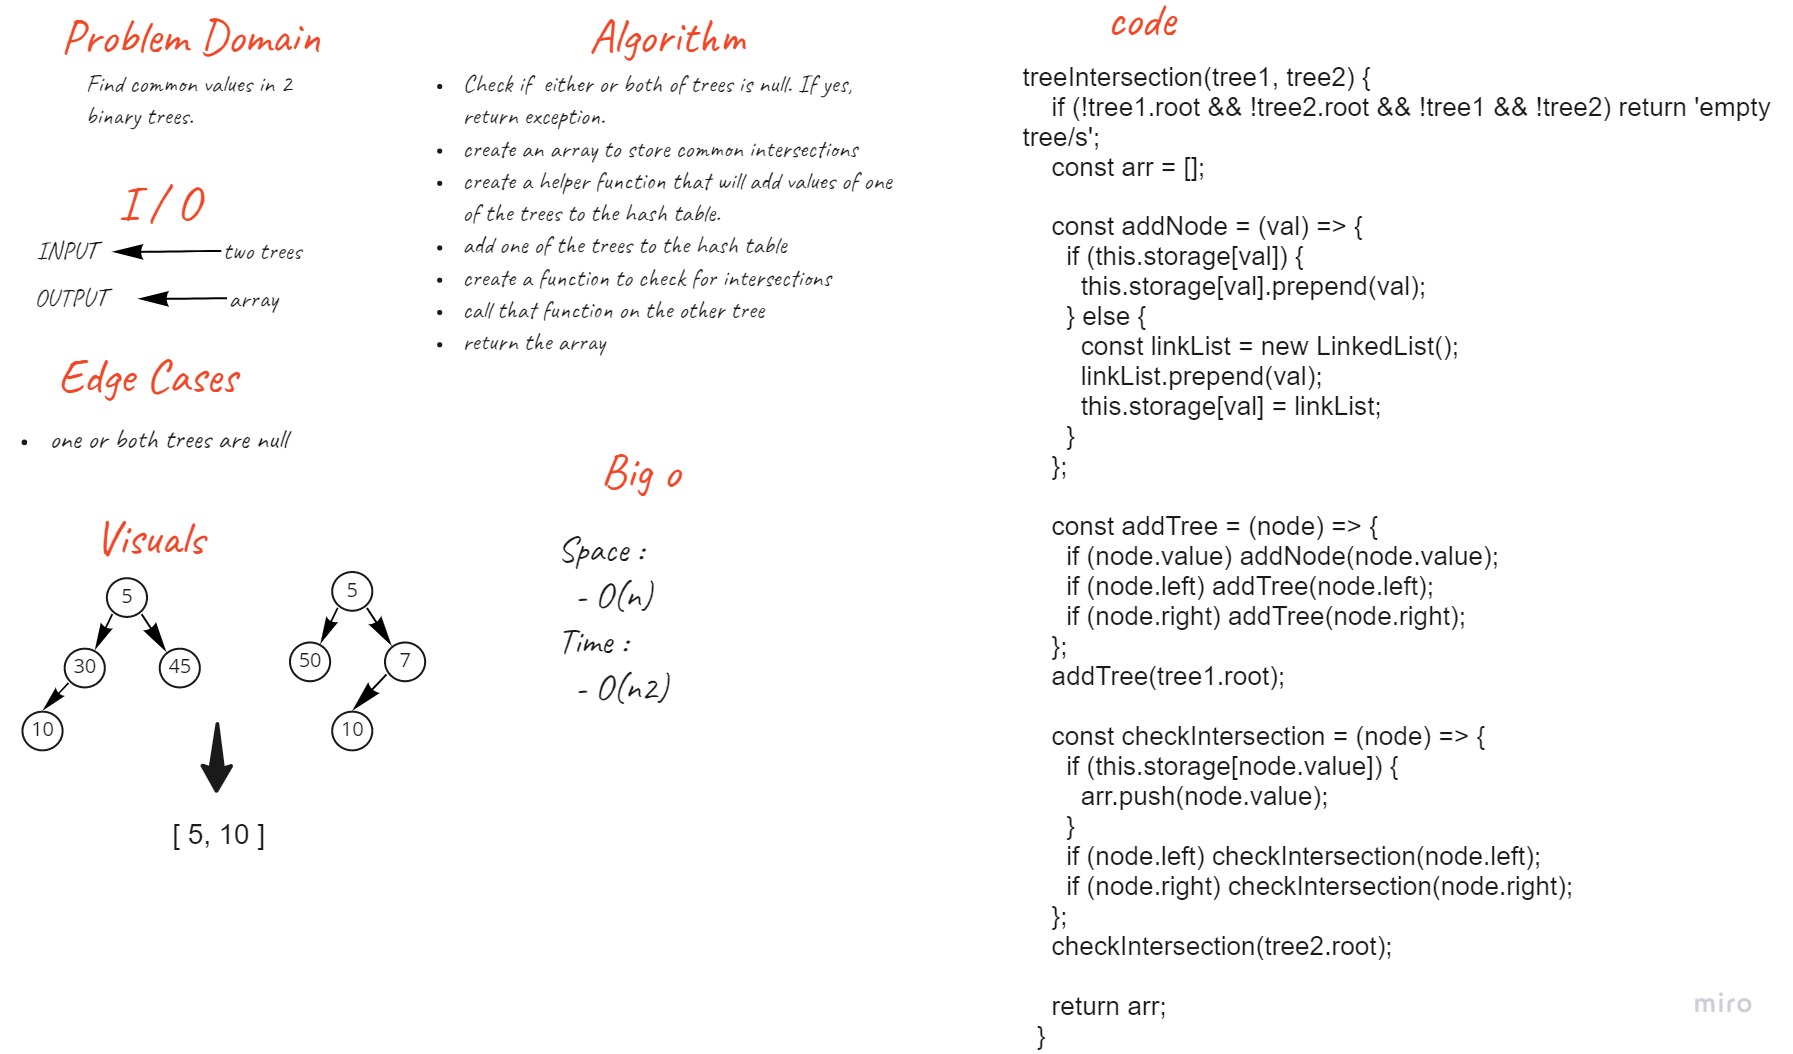 Problem Domain
Find common values in 2
binary trees.
I / O
INPUT two trees
OUTPUT array
Edge Cases
• one or both trees are null
Visuals
5
30
45
10
5
50
7
10
[ 5, 10 ]
Algorithm
• Check if either or both of trees is null. If yes,
return exception.
• create an array to store common intersections
• create a helper function that will add values of one
of the trees to the hash table.
• add one of the trees to the hash table
• create a function to check for intersections
• call that function on the other tree
• return the array
Big o
Space :
- O(n)
Time :
- O(n2)
code
treeIntersection(tree1, tree2) {
if (!tree1.root && !tree2.root && !tree1 && !tree2) return 'empty
tree/s';
const arr = [];
const addNode = (val) => {
if (this.storage[val]) {
this.storage[val].prepend(val);
} else {
const linkList = new LinkedList();
linkList.prepend(val);
this.storage[val] = linkList;
}
};
const addTree = (node) => {
if (node.value) addNode(node.value);
if (node.left) addTree(node.left);
if (node.right) addTree(node.right);
};
addTree(tree1.root);
const checkIntersection = (node) => {
if (this.storage[node.value]) {
arr.push(node.value);
}
if (node.left) checkIntersection(node.left);
if (node.right) checkIntersection(node.right);
};
checkIntersection(tree2.root);
return arr;
}
miro